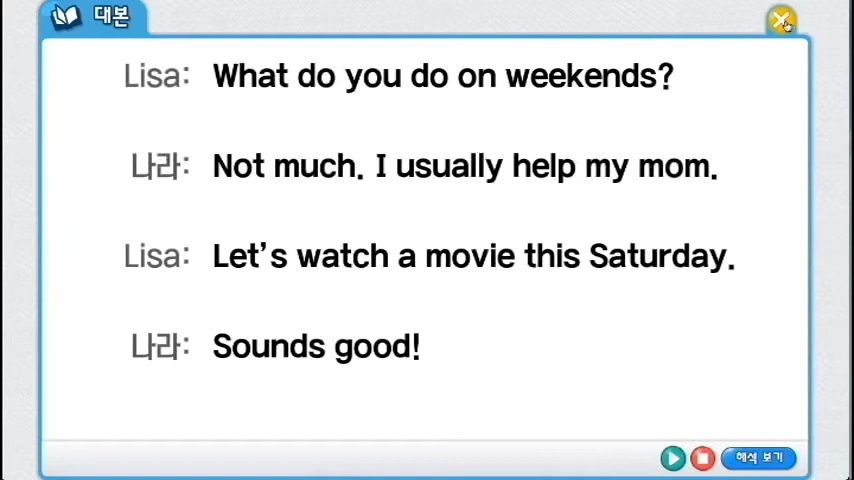 대본
Lisa: What do you do on weekends?
나라: Not much. I usually help my mom.
Lisa: Let's watch a movie this Saturday.
나라: Sounds good!
해석 보기